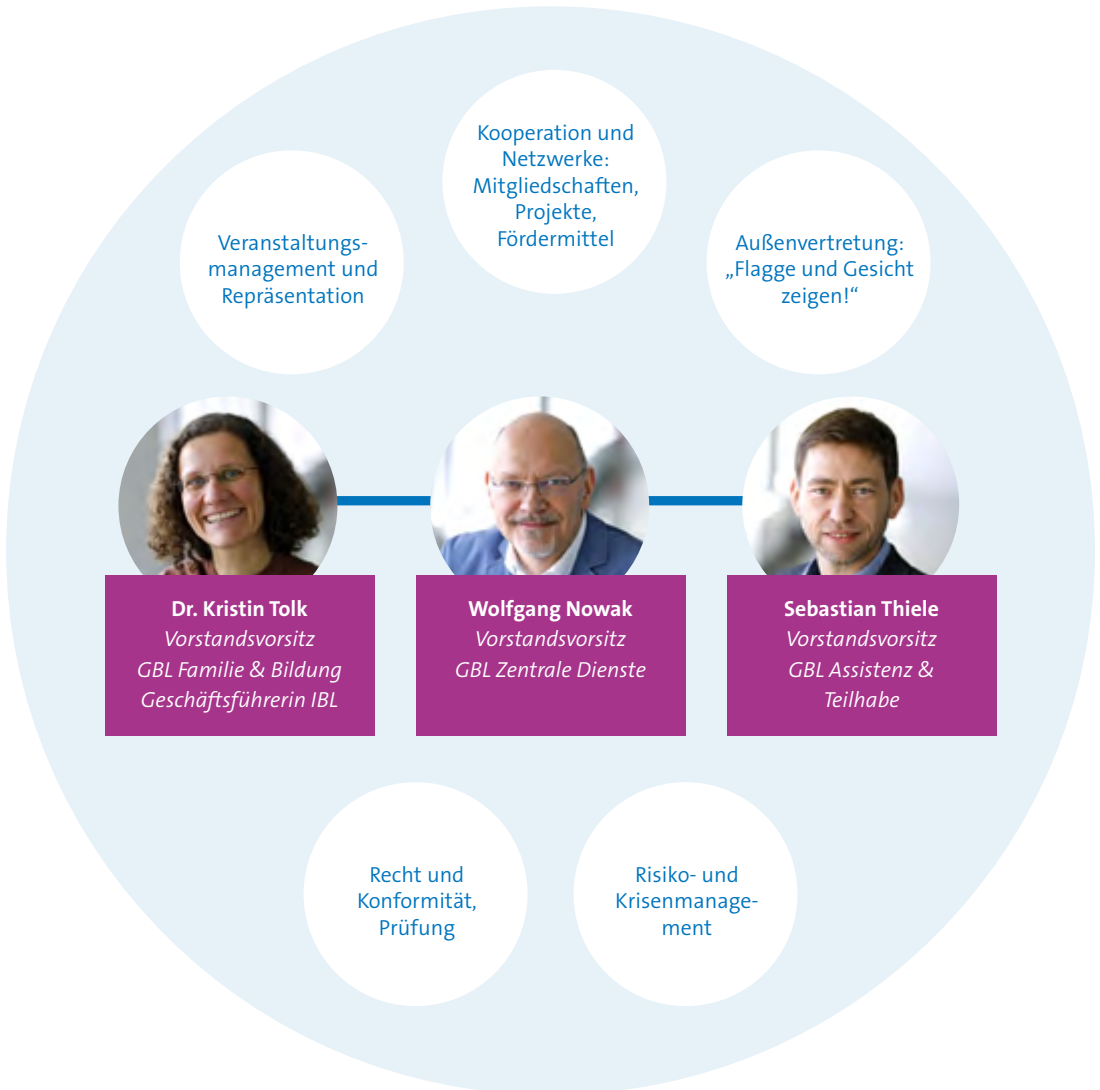 Kooperation und
Netzwerke:
Mitgliedschaften,
Projekte,
Fördermittel
Veranstaltungs-
management und
Repräsentation
Außenvertretung:
„Flagge und Gesicht
zeigen!“
Dr. Kristin Tolk
Vorstandsvorsitz
GBL Familie & Bildung
Geschäftsführerin IBL
Wolfgang Nowak
Vorstandsvorsitz
GBL Zentrale Dienste
Sebastian Thiele
Vorstandsvorsitz
GBL Assistenz &
Teilhabe
Recht und
Konformität,
Prüfung
Risiko- und
Krisenmanage-
ment